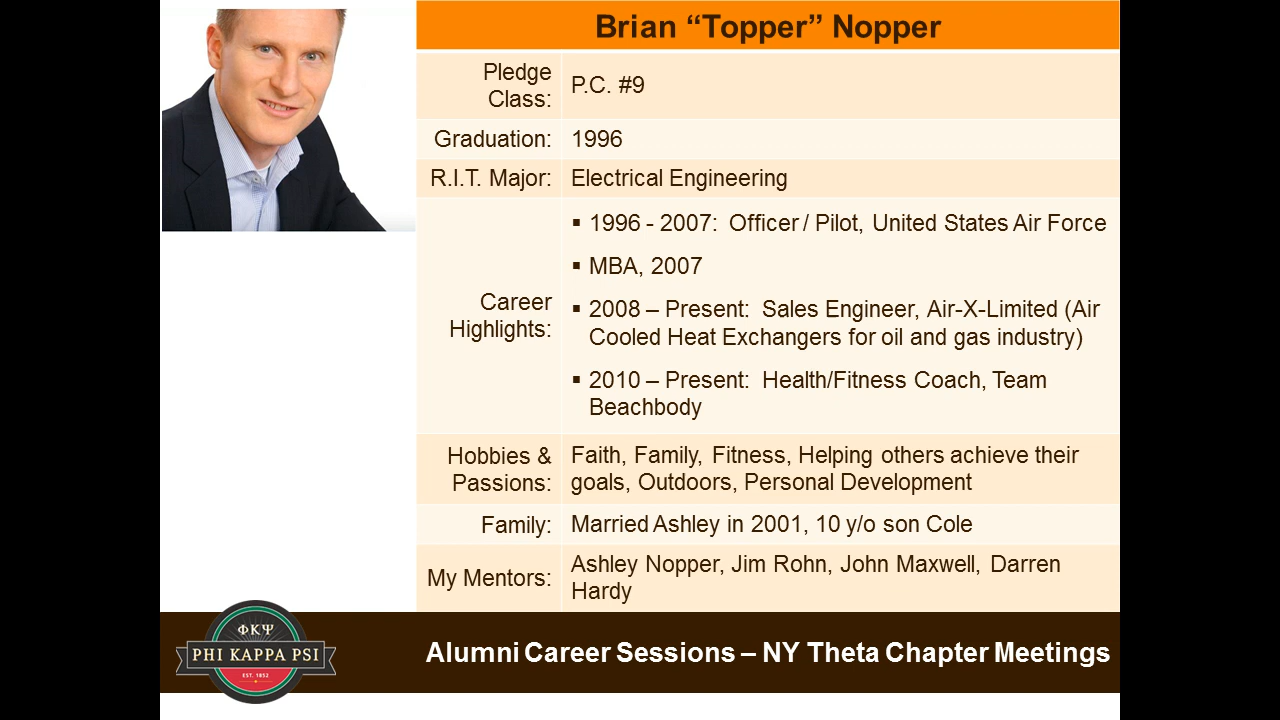 Brian “Topper” Nopper
Pledge
Class:
P.C. #9
Graduation:
1996
R.I.T. Major:
Electrical Engineering
Career
Highlights:
▪ 1996 - 2007:  Officer / Pilot, United States Air Force
▪ MBA, 2007
▪ 2008 – Present:  Sales Engineer, Air-X-Limited (Air
Cooled Heat Exchangers for oil and gas industry)
▪ 2010 – Present:  Health/Fitness Coach, Team
Beachbody
Hobbies &
Passions:
Faith, Family, Fitness, Helping others achieve their
goals, Outdoors, Personal Development
Family:
Married Ashley in 2001, 10 y/o son Cole
My Mentors:
Ashley Nopper, Jim Rohn, John Maxwell, Darren
Hardy
ΦΚΨ
PHI KAPPA PSI
EST. 1852
Alumni Career Sessions – NY Theta Chapter Meetings